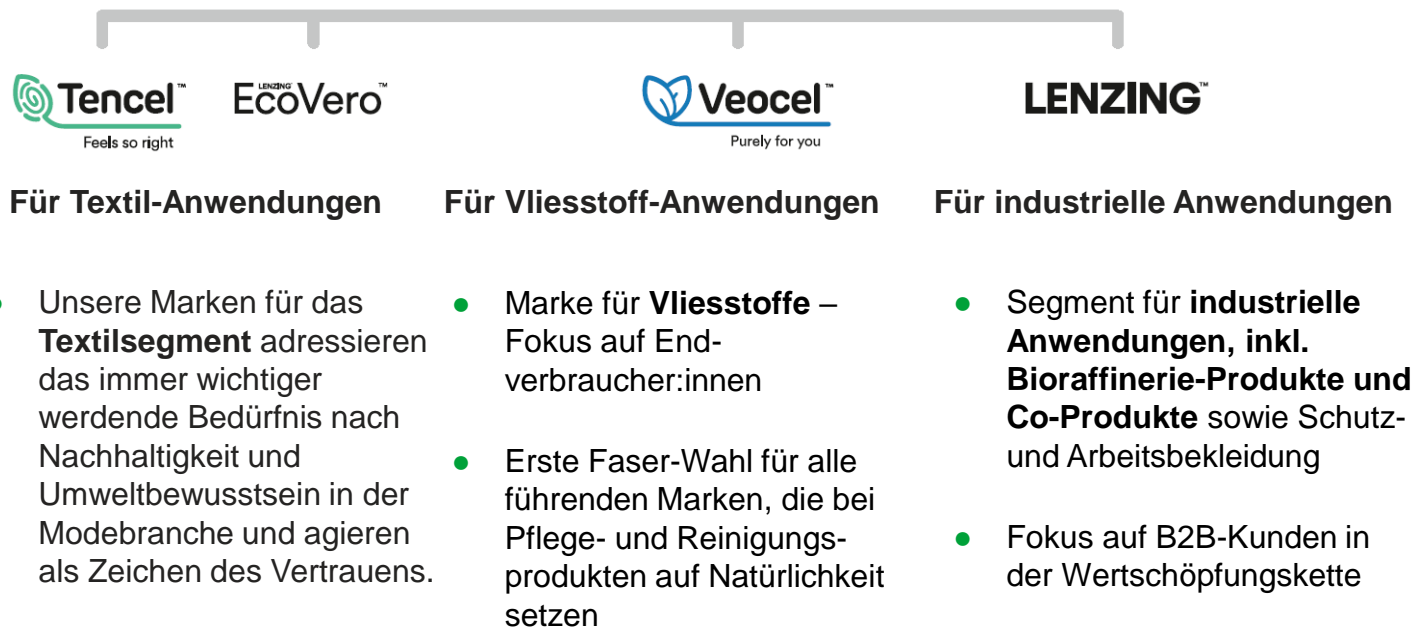 Tencel™
Feels so right
LENZING™
EcoVero™
Veocel™
Purely for you
LENZING™
Für Textil-Anwendungen
Für Vliesstoff-Anwendungen
Für industrielle Anwendungen
● Unsere Marken für das
Textilsegment adressieren
das immer wichtiger
werdende Bedürfnis nach
Nachhaltigkeit und
Umweltbewusstsein in der
Modebranche und agieren
als Zeichen des Vertrauens.
● Marke für Vliesstoffe –
Fokus auf End-
verbraucher:innen
● Erste Faser-Wahl für alle
führenden Marken, die bei
Pflege- und Reinigungs-
produkten auf Natürlichkeit
setzen
● Segment für industrielle
Anwendungen, inkl.
Bioraffinerie-Produkte und
Co-Produkte sowie Schutz-
und Arbeitsbekleidung
● Fokus auf B2B-Kunden in
der Wertschöpfungskette